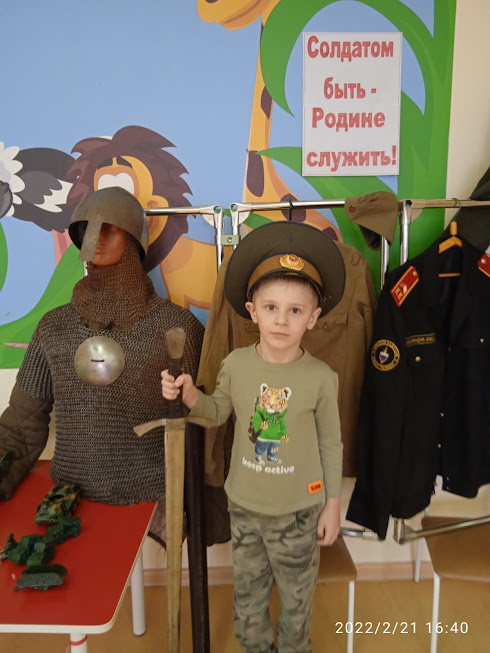 Солдатом
быть -
Родине
служить!
keep active
2022/2/21 16:40